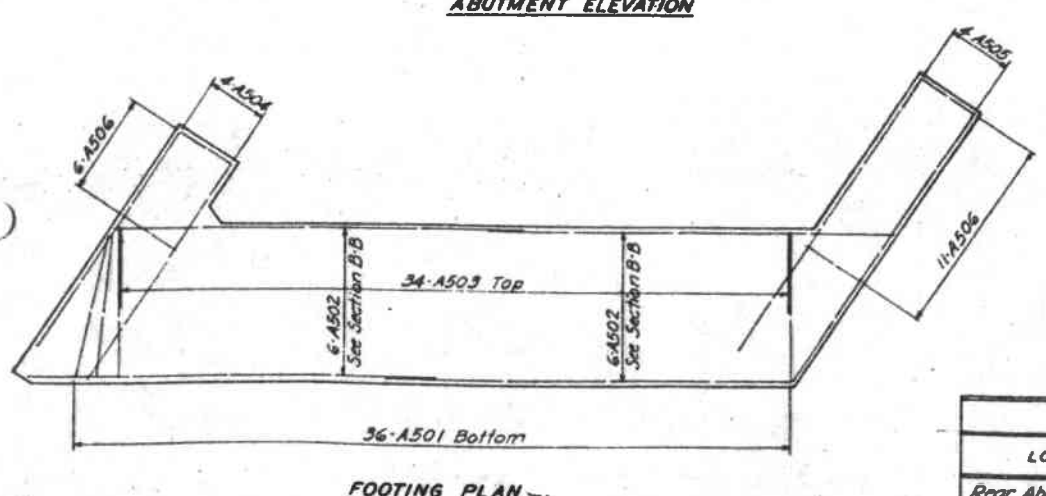 ABUTMENT ELEVATION
4-A505
4-A504
6-A506
11-A506
34-A503 Top
6-A502
See Section B-B
6-A502
See Section B-B
36-A501 Bottom
FOOTING PLAN
Rear